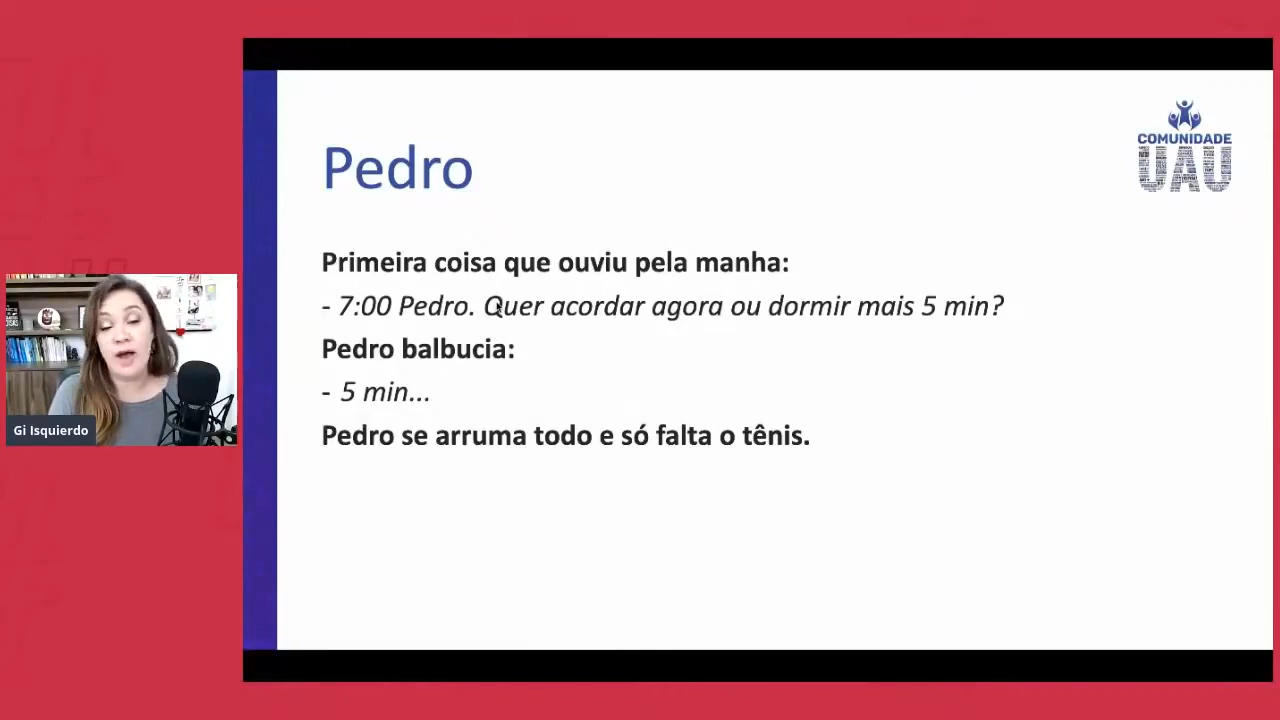 COMUNIDADE
UAU
Pedro
Primeira coisa que ouviu pela manha:
- 7:00 Pedro. Quer acordar agora ou dormir mais 5 min?
Pedro balbucia:
- 5 min...
Pedro se arruma todo e só falta o tênis.
Gi Isquierdo